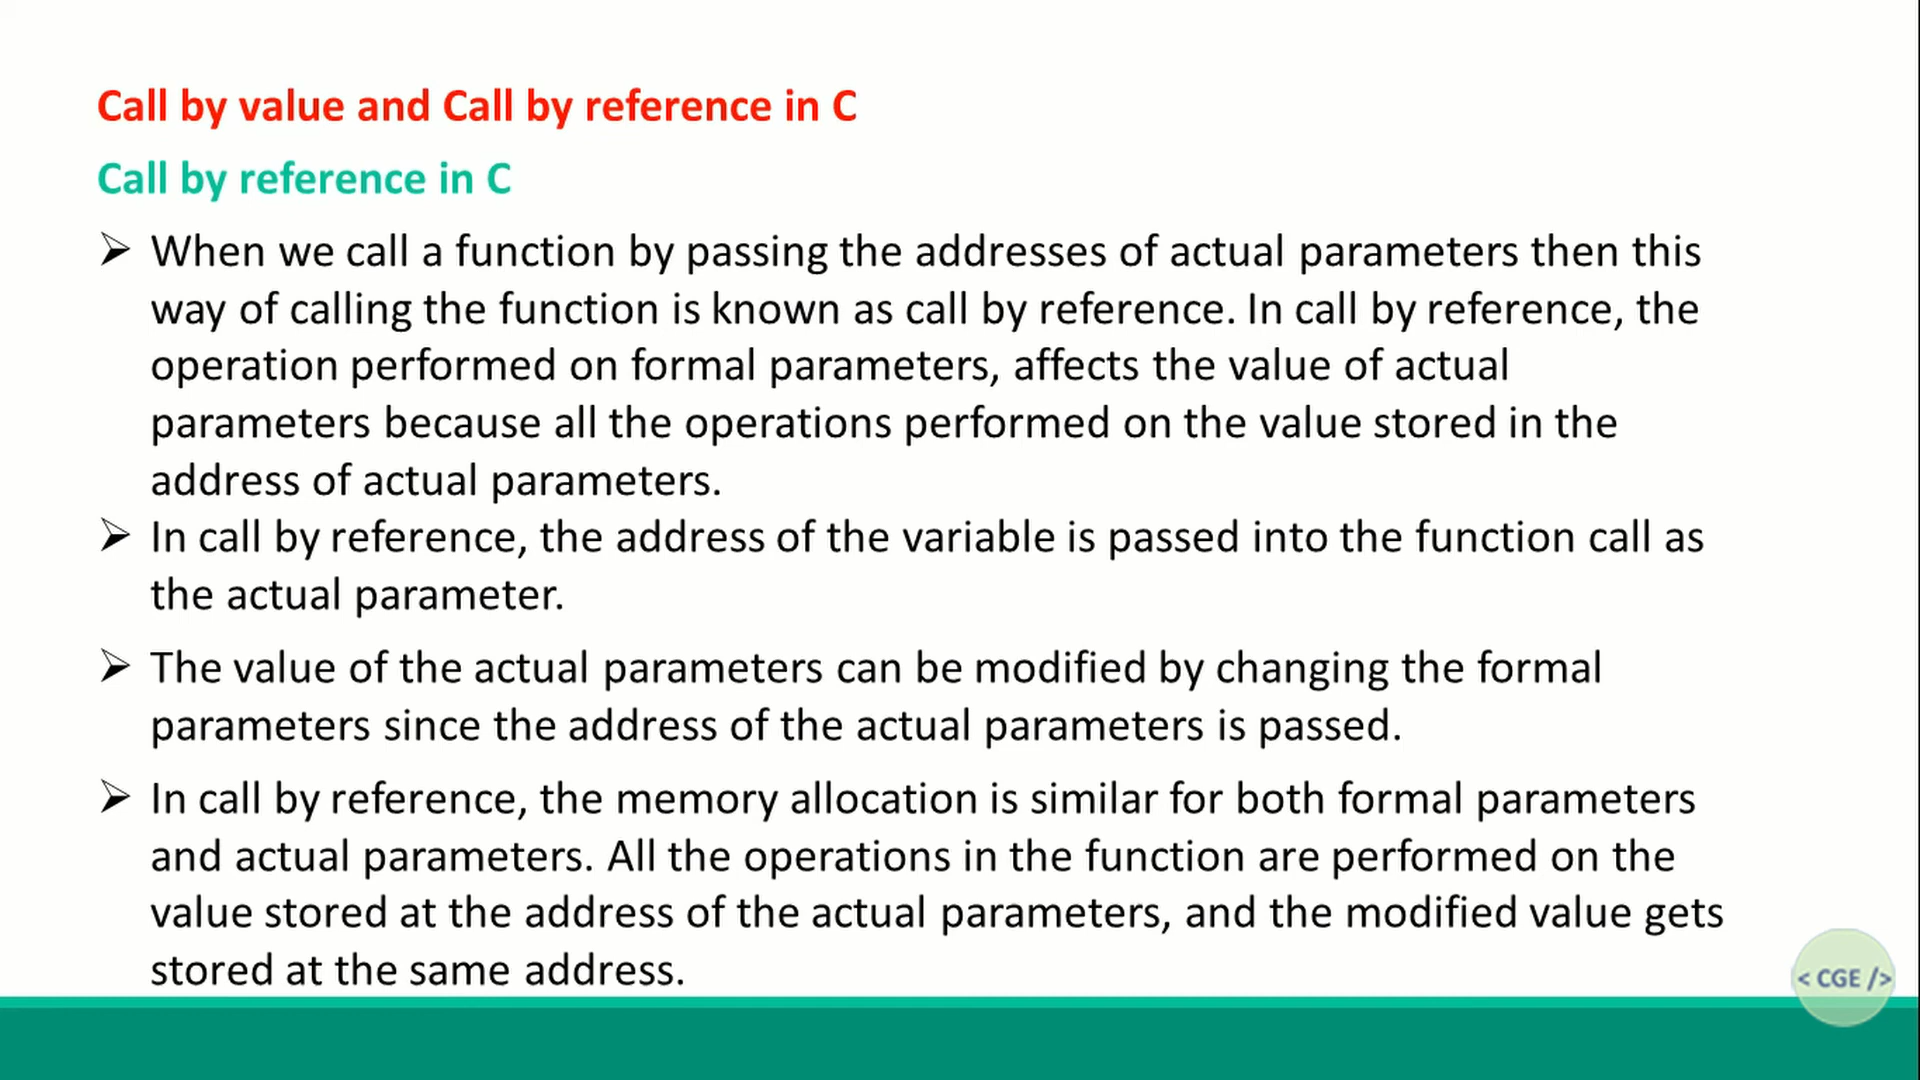 Call by value and Call by reference in C
Call by reference in C
➢ When we call a function by passing the addresses of actual parameters then this
way of calling the function is known as call by reference. In call by reference, the
operation performed on formal parameters, affects the value of actual
parameters because all the operations performed on the value stored in the
address of actual parameters.
➢ In call by reference, the address of the variable is passed into the function call as
the actual parameter.
➢ The value of the actual parameters can be modified by changing the formal
parameters since the address of the actual parameters is passed.
➢ In call by reference, the memory allocation is similar for both formal parameters
and actual parameters. All the operations in the function are performed on the
value stored at the address of the actual parameters, and the modified value gets
stored at the same address.
< CGE />